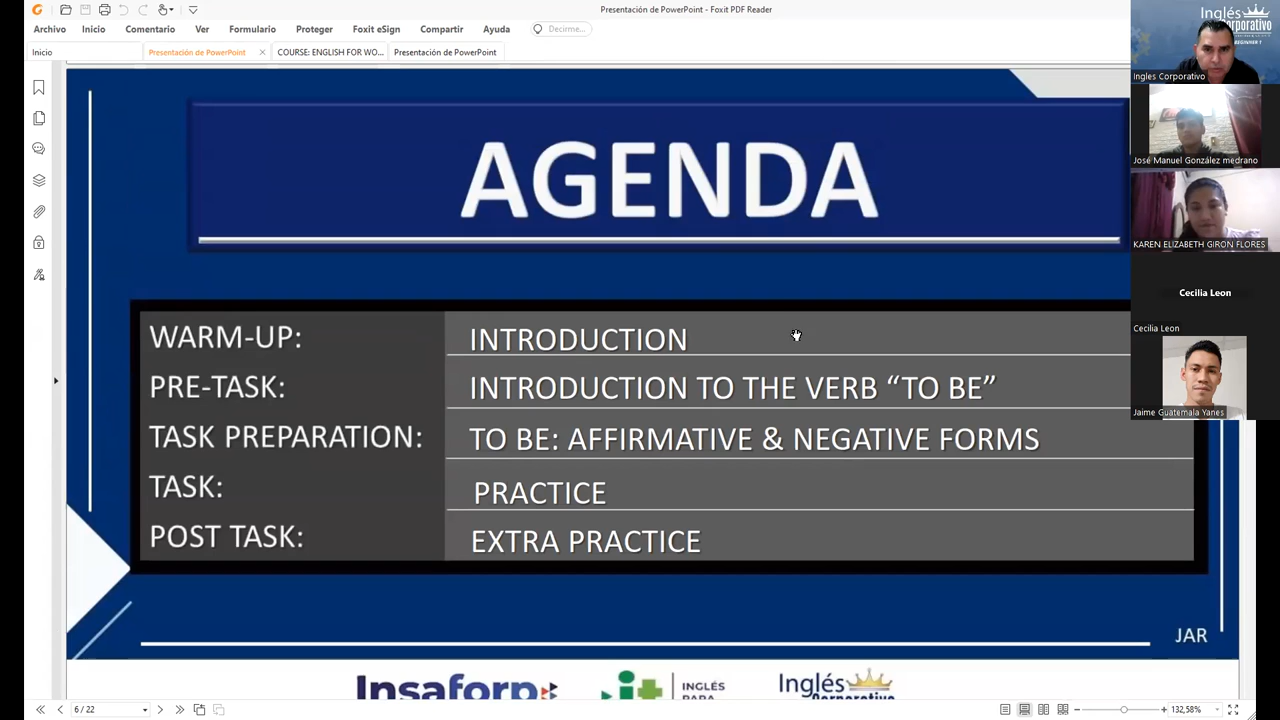 Presentación de PowerPoint - Foxit PDF Reader
Archivo Inicio Comentario Ver Formulario Proteger Foxit eSign Compartir Ayuda Decirme...
Inicio Presentación de PowerPoint COURSE: ENGLISH FOR WO... Presentación de PowerPoint
AGENDA
WARM-UP: INTRODUCTION
PRE-TASK: INTRODUCTION TO THE VERB “TO BE”
TASK PREPARATION: TO BE: AFFIRMATIVE & NEGATIVE FORMS
TASK: PRACTICE
POST TASK: EXTRA PRACTICE
JAR
Insaforp
INGLÉS
Inglés
Corporativo
6 / 22
132,58%
Inglés
Corporativo
BEGINNER 1
Ingles Corporativo
José Manuel González medrano
KAREN ELIZABETH GIRON FLORES
Cecilia Leon
Cecilia Leon
Jaime Guatemala Yanes